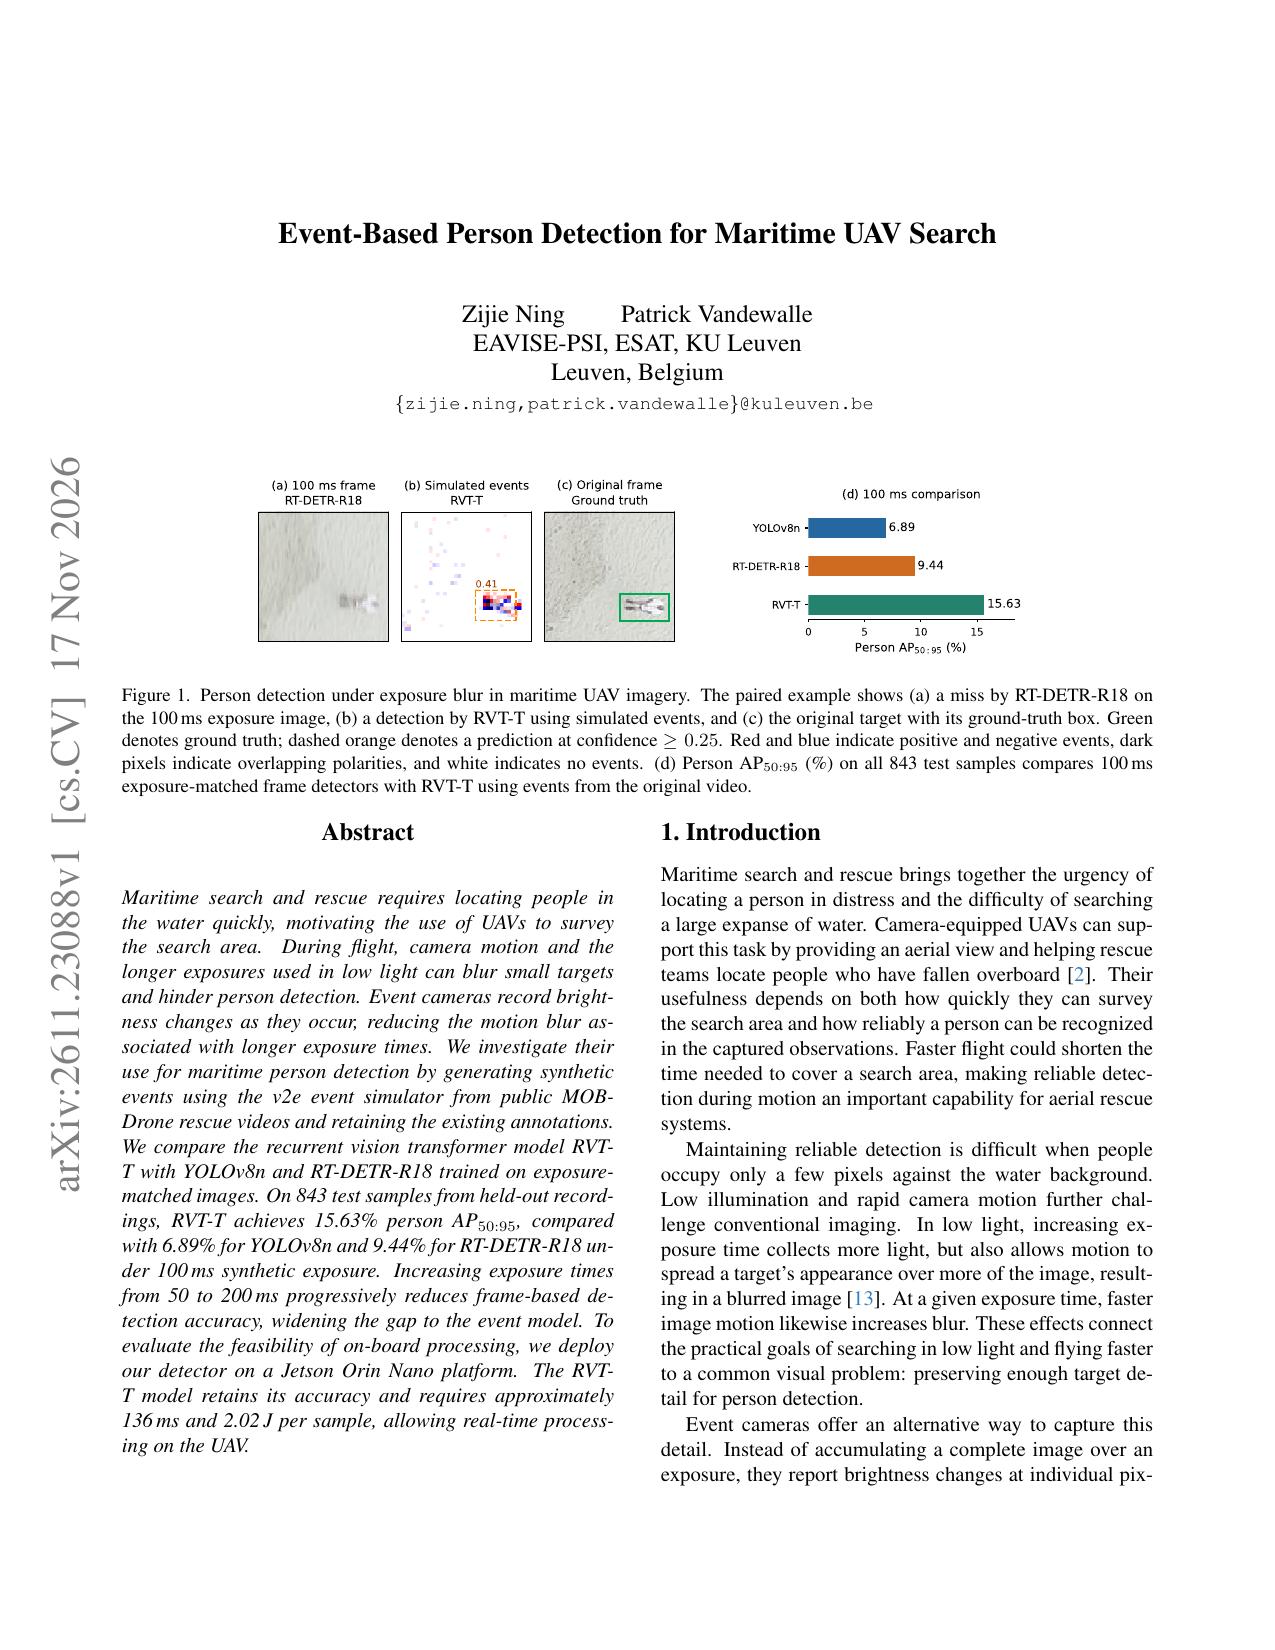 arXiv:2611.23088v1 [cs.CV] 17 Nov 2026
Event-Based Person Detection for Maritime UAV Search
Zijie Ning Patrick Vandewalle
EAVISE-PSI, ESAT, KU Leuven
Leuven, Belgium
{zijie.ning,patrick.vandewalle}@kuleuven.be
(a) 100 ms frame
RT-DETR-R18
(b) Simulated events
RVT-T
0.41
(c) Original frame
Ground truth
(d) 100 ms comparison
YOLOv8n 6.89
RT-DETR-R18 9.44
RVT-T 15.63
0 5 10 15
Person AP50:95 (%)
Figure 1. Person detection under exposure blur in maritime UAV imagery. The paired example shows (a) a miss by RT-DETR-R18 on
the 100 ms exposure image, (b) a detection by RVT-T using simulated events, and (c) the original target with its ground-truth box. Green
denotes ground truth; dashed orange denotes a prediction at confidence ≥ 0.25. Red and blue indicate positive and negative events, dark
pixels indicate overlapping polarities, and white indicates no events. (d) Person AP50:95 (%) on all 843 test samples compares 100 ms
exposure-matched frame detectors with RVT-T using events from the original video.
Abstract
Maritime search and rescue requires locating people in
the water quickly, motivating the use of UAVs to survey
the search area. During flight, camera motion and the
longer exposures used in low light can blur small targets
and hinder person detection. Event cameras record bright-
ness changes as they occur, reducing the motion blur as-
sociated with longer exposure times. We investigate their
use for maritime person detection by generating synthetic
events using the v2e event simulator from public MOB-
Drone rescue videos and retaining the existing annotations.
We compare the recurrent vision transformer model RVT-
T with YOLOv8n and RT-DETR-R18 trained on exposure-
matched images. On 843 test samples from held-out record-
ings, RVT-T achieves 15.63% person AP50:95, compared
with 6.89% for YOLOv8n and 9.44% for RT-DETR-R18 un-
der 100 ms synthetic exposure. Increasing exposure times
from 50 to 200 ms progressively reduces frame-based de-
tection accuracy, widening the gap to the event model. To
evaluate the feasibility of on-board processing, we deploy
our detector on a Jetson Orin Nano platform. The RVT-
T model retains its accuracy and requires approximately
136 ms and 2.02 J per sample, allowing real-time process-
ing on the UAV.
1. Introduction
Maritime search and rescue brings together the urgency of
locating a person in distress and the difficulty of searching
a large expanse of water. Camera-equipped UAVs can sup-
port this task by providing an aerial view and helping rescue
teams locate people who have fallen overboard [2]. Their
usefulness depends on both how quickly they can survey
the search area and how reliably a person can be recognized
in the captured observations. Faster flight could shorten the
time needed to cover a search area, making reliable detec-
tion during motion an important capability for aerial rescue
systems.
Maintaining reliable detection is difficult when people
occupy only a few pixels against the water background.
Low illumination and rapid camera motion further chal-
lenge conventional imaging. In low light, increasing ex-
posure time collects more light, but also allows motion to
spread a target's appearance over more of the image, result-
ing in a blurred image [13]. At a given exposure time, faster
image motion likewise increases blur. These effects connect
the practical goals of searching in low light and flying faster
to a common visual problem: preserving enough target de-
tail for person detection.
Event cameras offer an alternative way to capture this
detail. Instead of accumulating a complete image over an
exposure, they report brightness changes at individual pix-